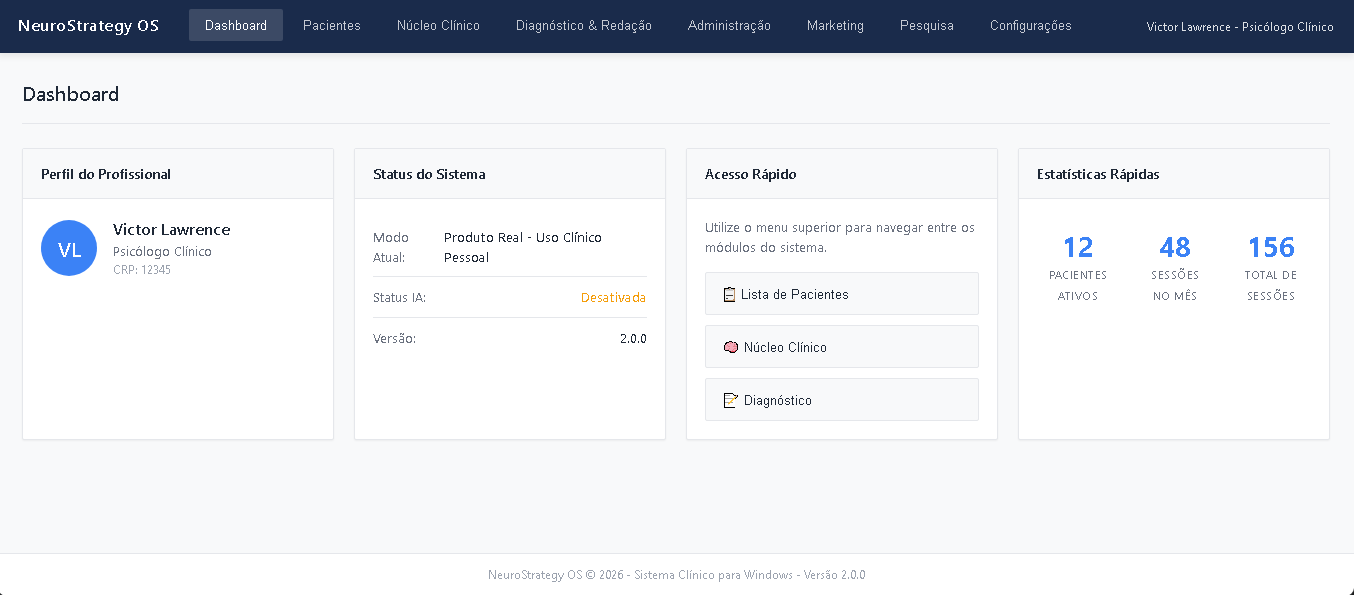 NeuroStrategy OS
Dashboard
Pacientes
Núcleo Clínico
Diagnóstico & Redação
Administração
Marketing
Pesquisa
Configurações
Victor Lawrence - Psicólogo Clínico
Dashboard
Perfil do Profissional
VL
Victor Lawrence
Psicólogo Clínico
CRP: 12345
Status do Sistema
Modo Atual:
Produto Real - Uso Clínico
Pessoal
Status IA:
Desativada
Versão:
2.0.0
Acesso Rápido
Utilize o menu superior para navegar entre os
módulos do sistema.
Lista de Pacientes
Núcleo Clínico
Diagnóstico
Estatísticas Rápidas
12
PACIENTES
ATIVOS
48
SESSÕES
NO MÊS
156
TOTAL DE
SESSÕES
NeuroStrategy OS © 2026 - Sistema Clínico para Windows - Versão 2.0.0